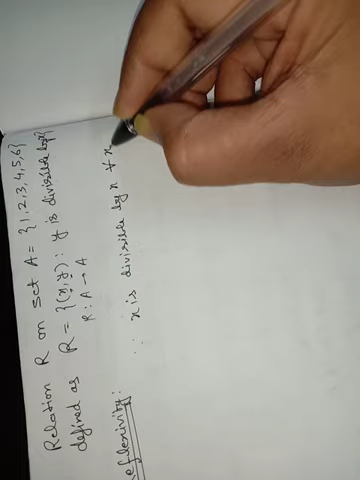 Relation R on set A = {1,2,3,4,5,6}
defined as R = {(x,y): y is divisible by x}
R: A → A
eflexivity: ∵ x is divisible by x ∀ x